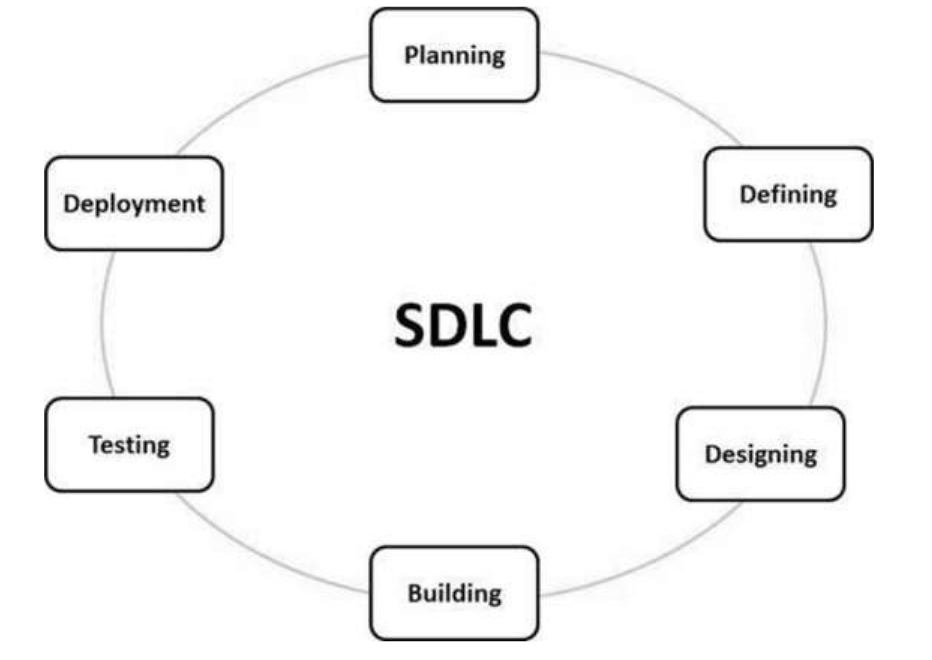 Planning
Defining
Deployment
SDLC
Testing
Designing
Building